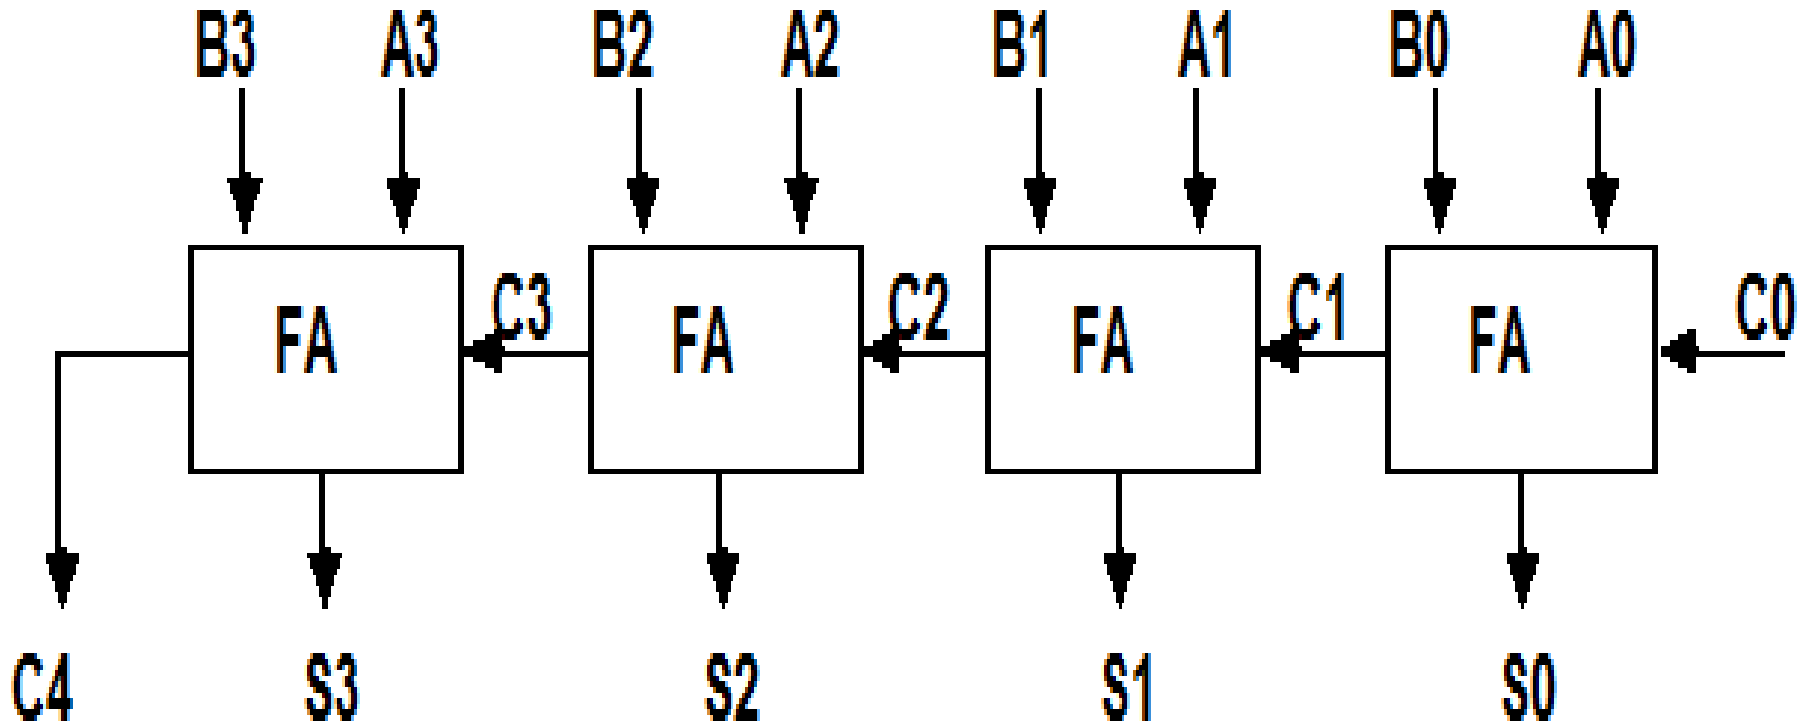 B3 A3 B2 A2 B1 A1 B0 A0
C3 C2 C1 C0
FA FA FA FA
C4 S3 S2 S1 S0